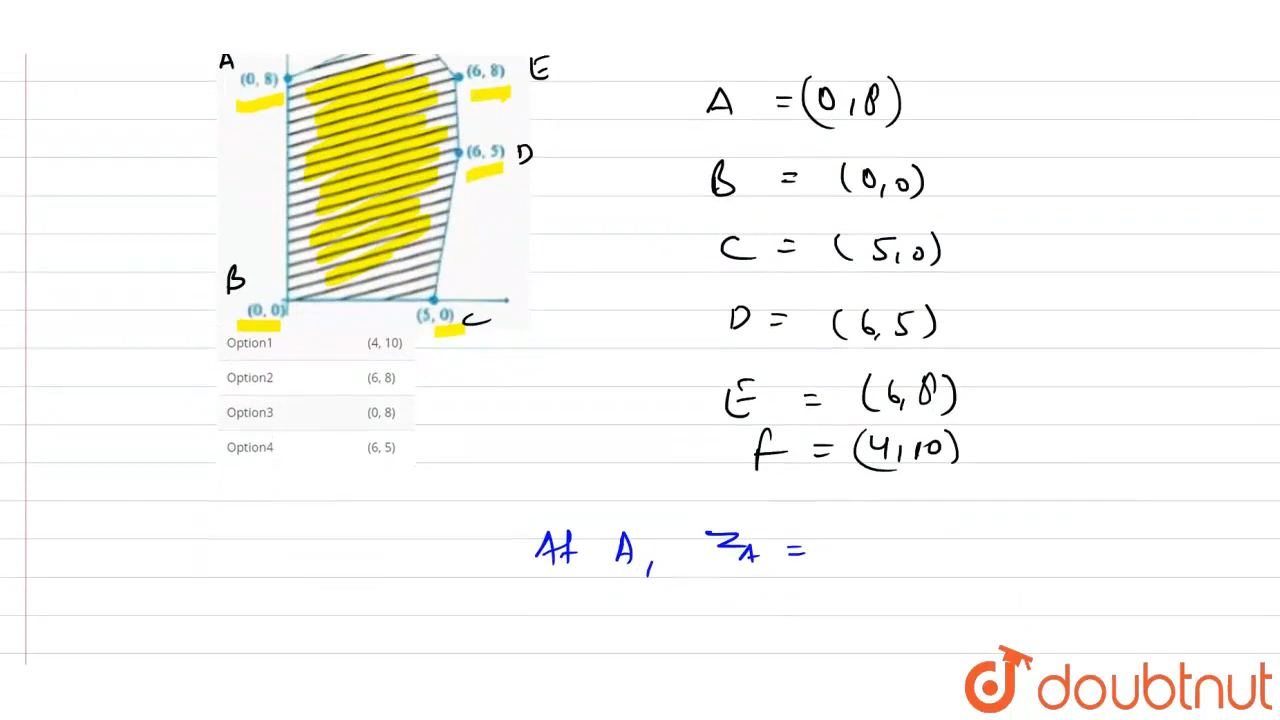 A
(0, 8)
(6, 8) E
(6, 5) D
B
(0, 0)
(5, 0) C
Option1 (4, 10)
Option2 (6, 8)
Option3 (0, 8)
Option4 (6, 5)
A = (0, 8)
B = (0, 0)
C = (5, 0)
D = (6, 5)
E = (6, 8)
F = (4, 10)
At A, Z_A =
doubtnut